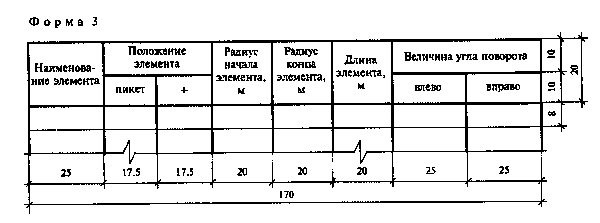 Форма 3
Наименова-
ние элемента
Положение
элемента
пикет
+
Радиус
начала
элемента,
м
Радиус
конца
элемента,
м
Длина
элемента,
м
Величина угла поворота
влево
вправо
10
10
20
8
25
17.5
17.5
20
20
20
25
25
170